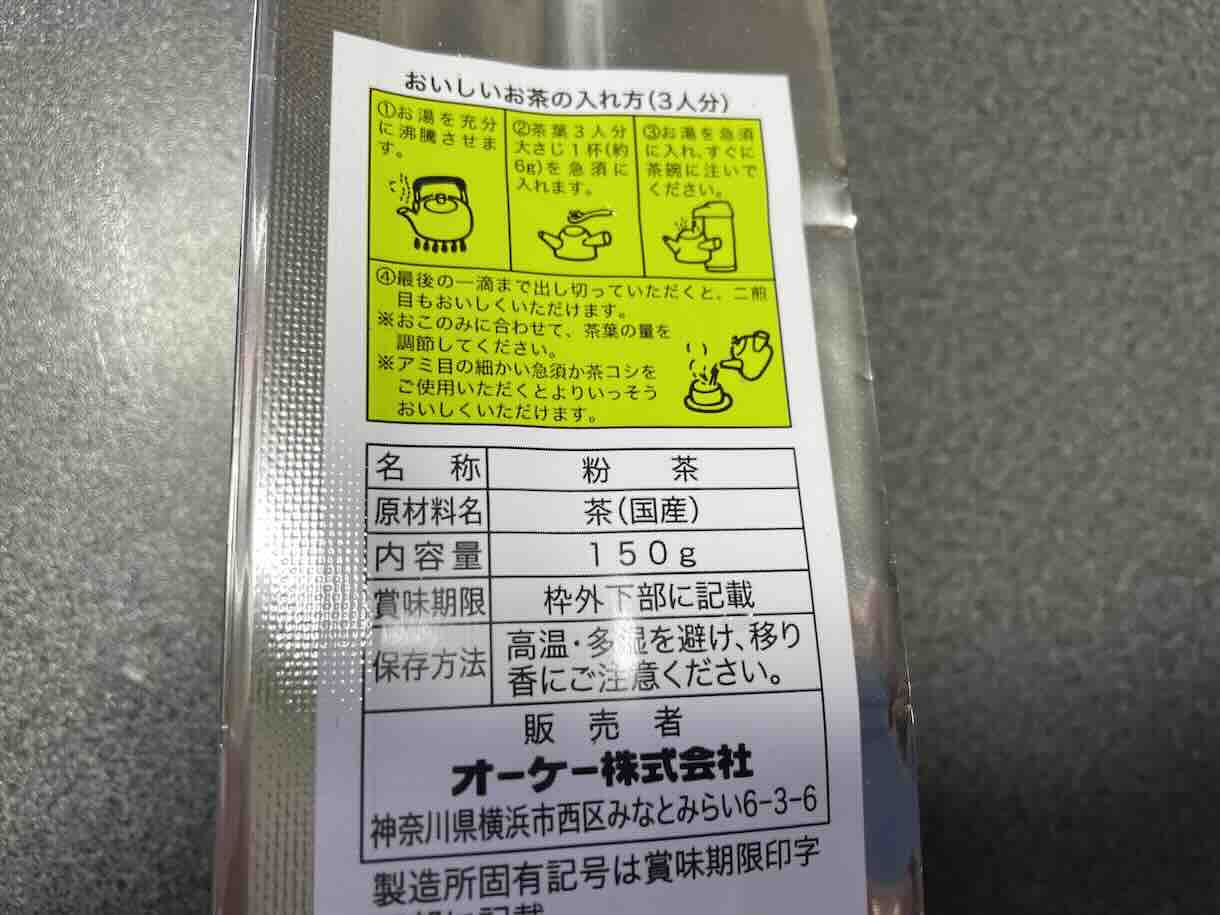 おいしいお茶の入れ方(3人分)
①お湯を充分
に沸騰させま
す。
②茶葉3人分
大さじ1杯(約
6g)を急須に
入れます。
③お湯を急須
に入れ、すぐに
茶碗に注いで
ください。
④最後の一滴まで出し切っていただくと、二煎
目もおいしくいただけます。
※おこのみに合わせて、茶葉の量を
調節してください。
※アミ目の細かい急須か茶コシを
ご使用いただくとよりいっそう
おいしくいただけます。
名称 粉茶
原材料名 茶(国産)
内容量 150g
賞味期限 枠外下部に記載
保存方法 高温・多湿を避け、移り
香にご注意ください。
販売者
オーケー株式会社
神奈川県横浜市西区みなとみらい6-3-6
製造所固有記号は賞味期限印字